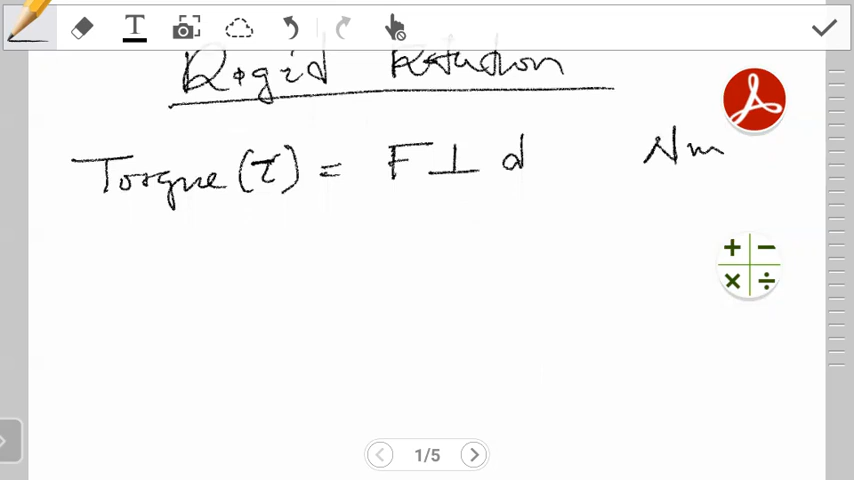 T
Rigid Rotation
Torque (τ) = F ⊥ d Nm
+ −
× ÷
1/5